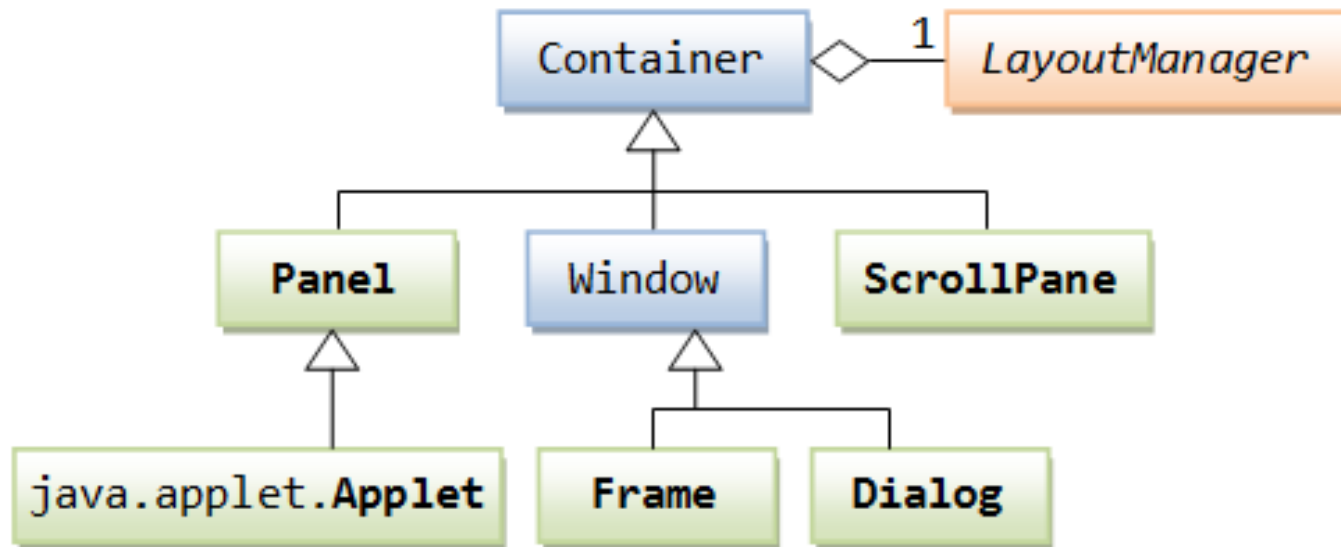 Container
1
LayoutManager
Panel
Window
ScrollPane
java.applet.Applet
Frame
Dialog